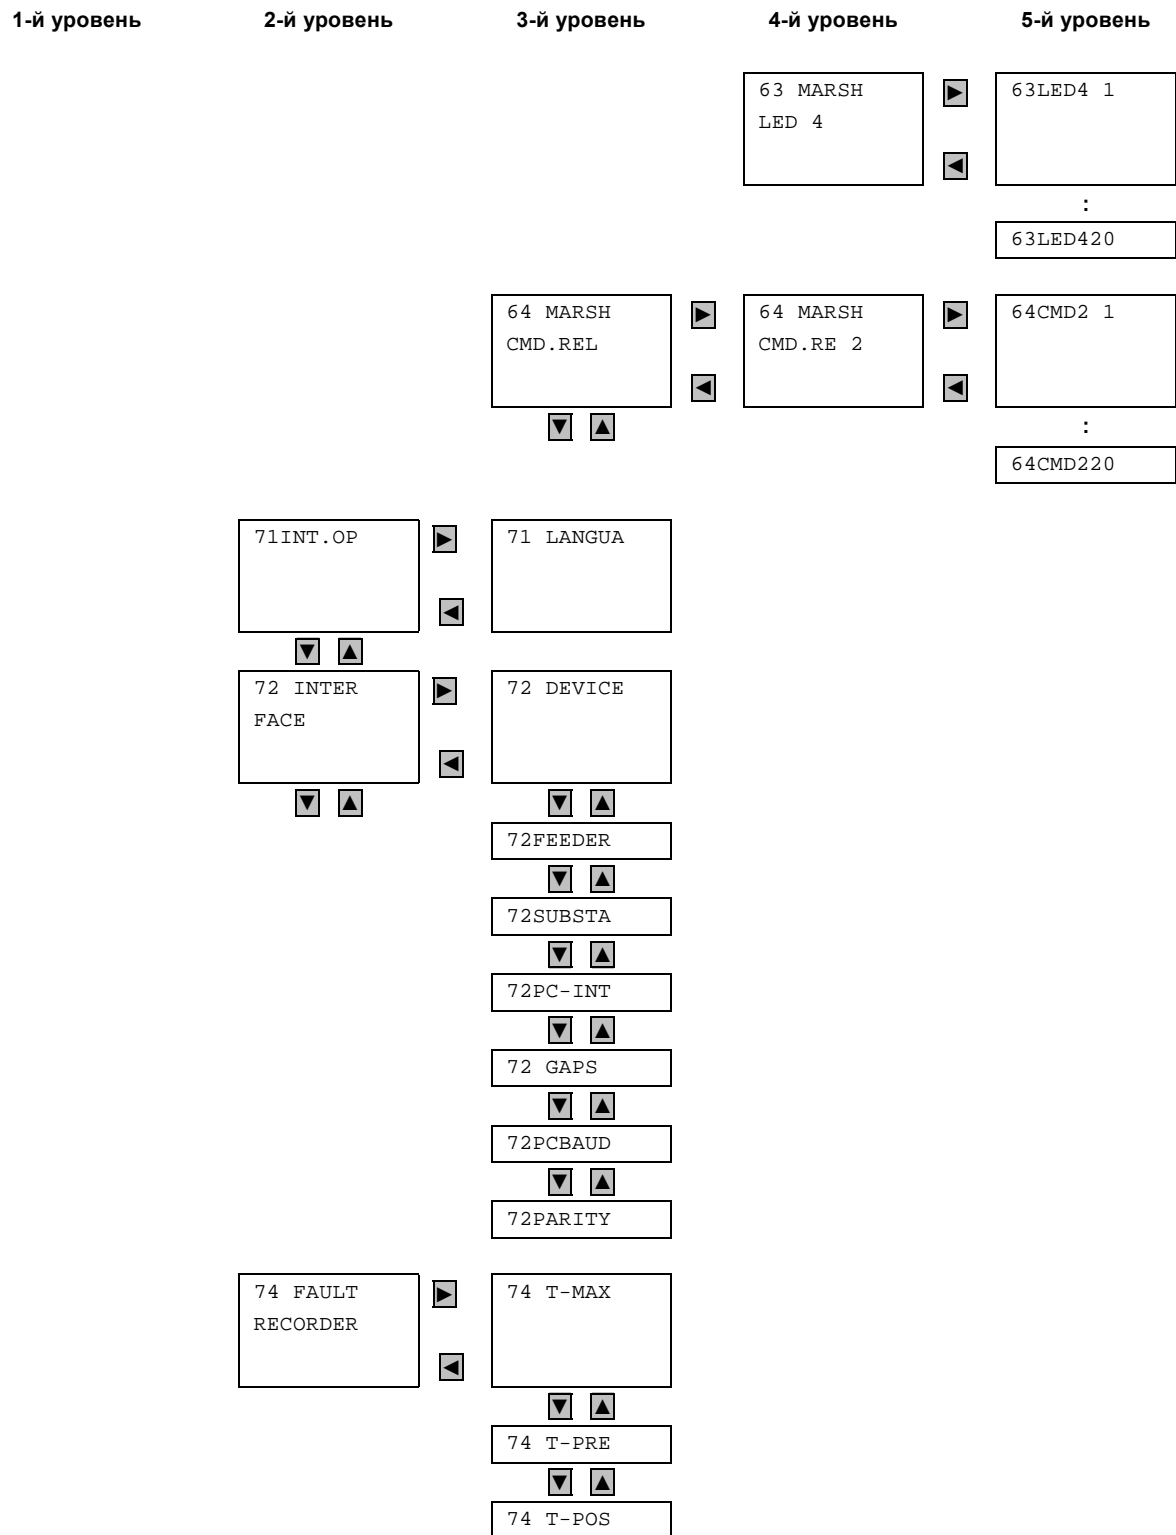 1-й уровень 2-й уровень 3-й уровень 4-й уровень 5-й уровень
63 MARSH 63LED4 1
LED 4
:
63LED420
64 MARSH 64 MARSH 64CMD2 1
CMD.REL CMD.RE 2
:
64CMD220
71INT.OP 71 LANGUA
72 INTER 72 DEVICE
FACE
72FEEDER
72SUBSTA
72PC-INT
72 GAPS
72PCBAUD
72PARITY
74 FAULT 74 T-MAX
RECORDER
74 T-PRE
74 T-POS